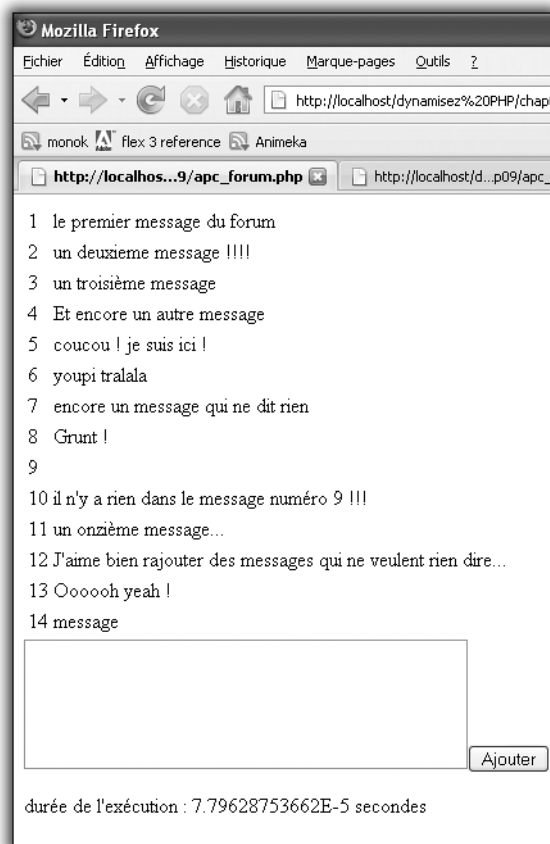 Mozilla Firefox
Fichier Édition Affichage Historique Marque-pages Outils ?
http://localhost/dynamisez%20PHP/chap
monok flex 3 reference Animeka
http://localhos...9/apc_forum.php http://localhost/d...p09/apc_
1 le premier message du forum
2 un deuxieme message !!!!
3 un troisième message
4 Et encore un autre message
5 coucou ! je suis ici !
6 youpi tralala
7 encore un message qui ne dit rien
8 Grunt !
9
10 il n'y a rien dans le message numéro 9 !!!
11 un onzième message...
12 J'aime bien rajouter des messages qui ne veulent rien dire...
13 Oooooh yeah !
14 message
Ajouter
durée de l'exécution : 7.79628753662E-5 secondes